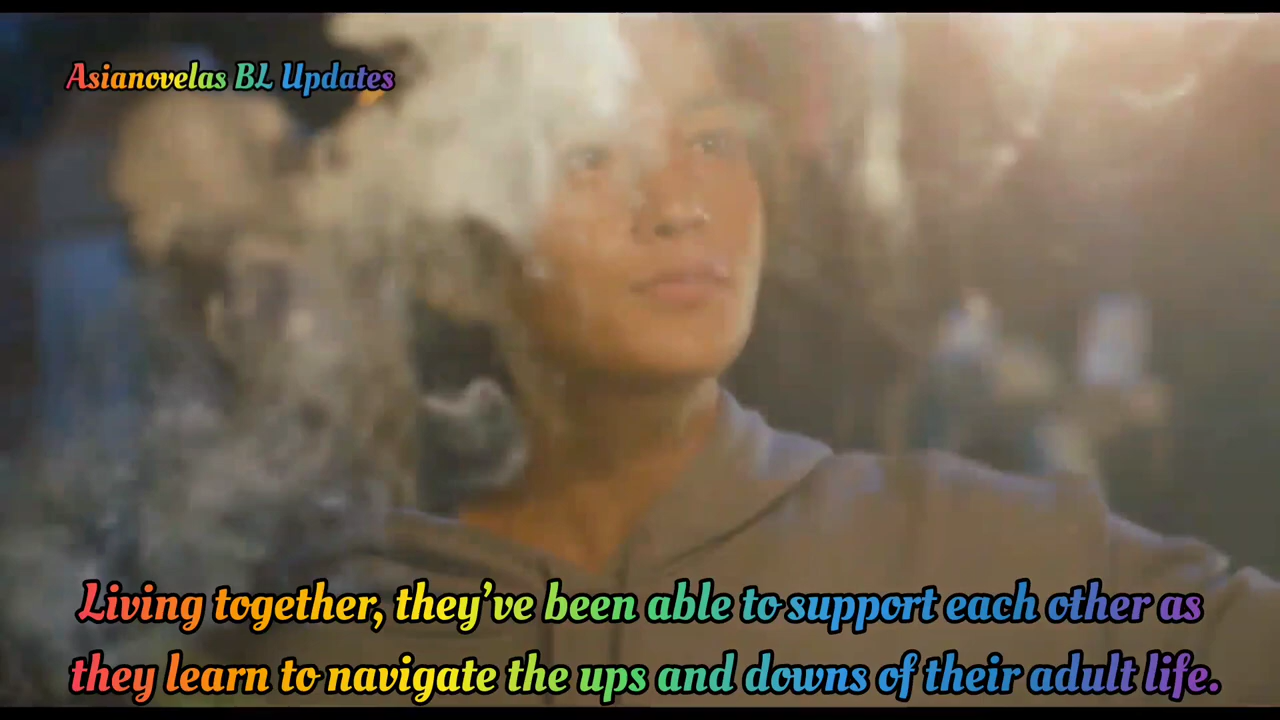 Asianovelas BL Updates
Living together, they've been able to support each other as
they learn to navigate the ups and downs of their adult life.